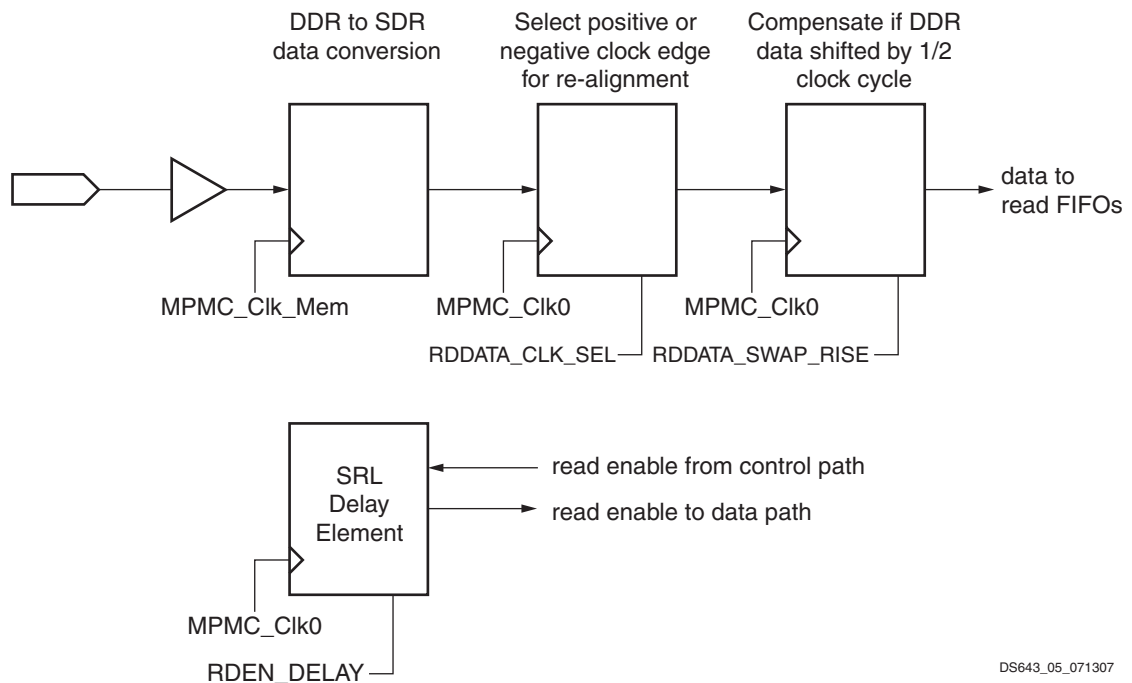 DDR to SDR
data conversion
Select positive or
negative clock edge
for re-alignment
Compensate if DDR
data shifted by 1/2
clock cycle
data to
read FIFOs
MPMC_Clk_Mem
MPMC_Clk0
MPMC_Clk0
RDDATA_CLK_SEL
RDDATA_SWAP_RISE
SRL
Delay
Element
read enable from control path
read enable to data path
MPMC_Clk0
RDEN_DELAY
DS643_05_071307